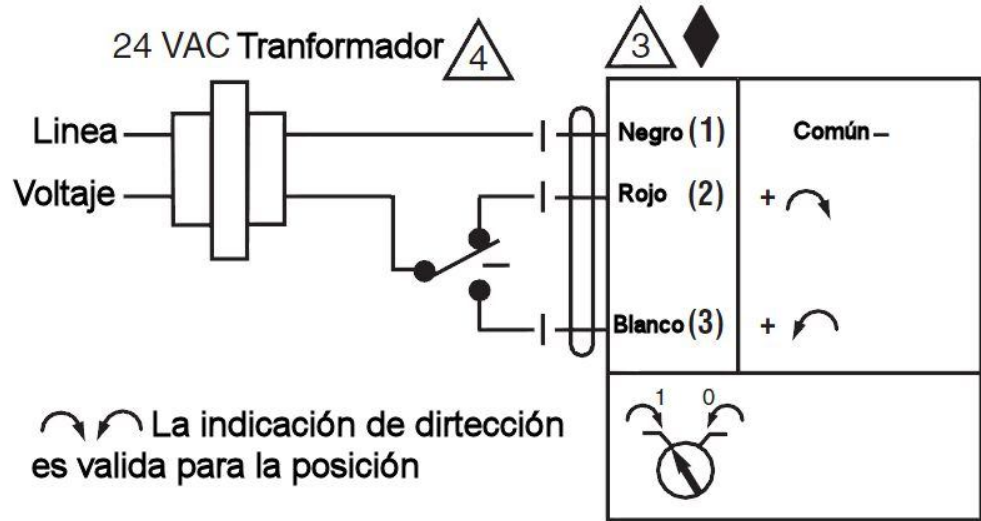 24 VAC Tranformador 4
3
Linea
Voltaje
Negro (1) Común –
Rojo (2) +
Blanco (3) +
1 0
La indicación de dirtección
es valida para la posición